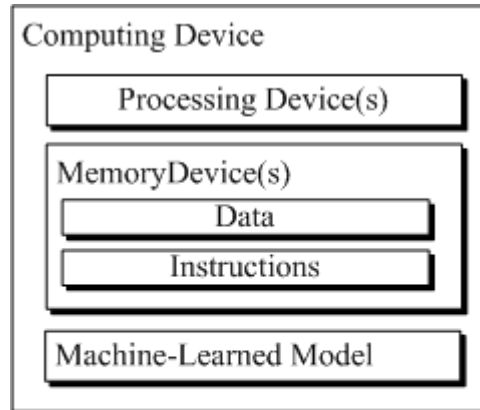 Computing Device
Processing Device(s)
MemoryDevice(s)
Data
Instructions
Machine-Learned Model